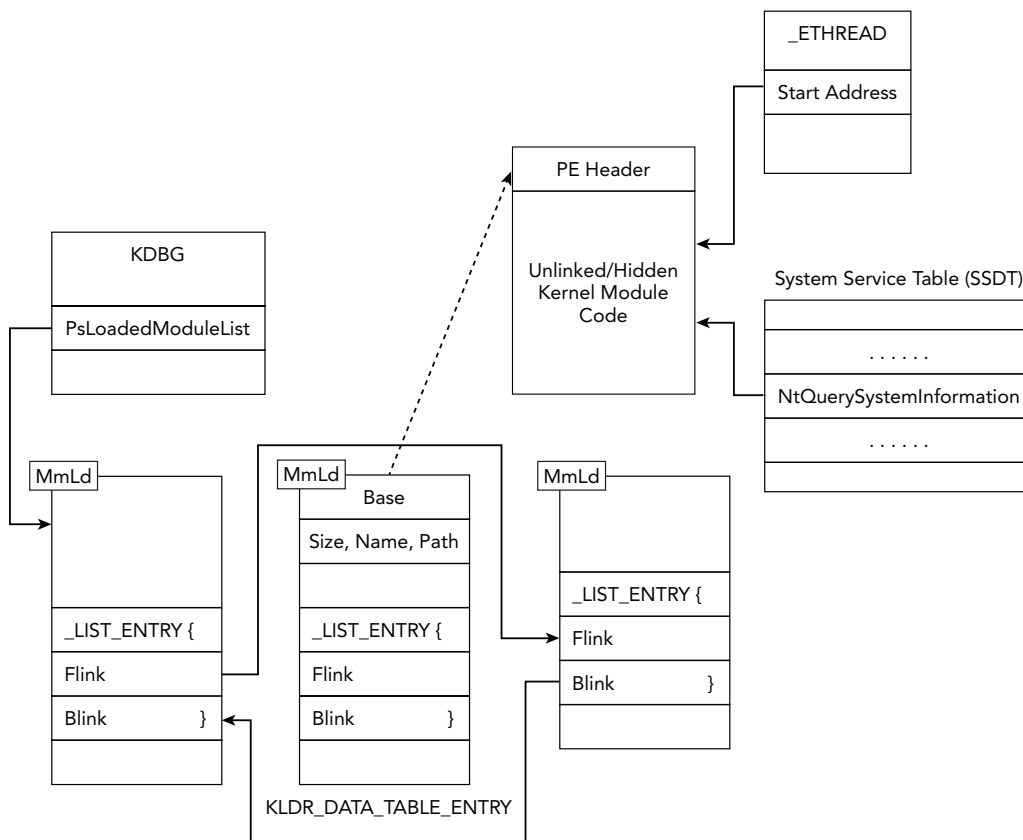 _ETHREAD
Start Address
PE Header
Unlinked/Hidden
Kernel Module
Code
KDBG
PsLoadedModuleList
System Service Table (SSDT)
. . . . . .
NtQuerySystemInformation
. . . . . .
MmLd
_LIST_ENTRY {
Flink
Blink }
MmLd
Base
Size, Name, Path
_LIST_ENTRY {
Flink
Blink }
MmLd
_LIST_ENTRY {
Flink
Blink }
KLDR_DATA_TABLE_ENTRY